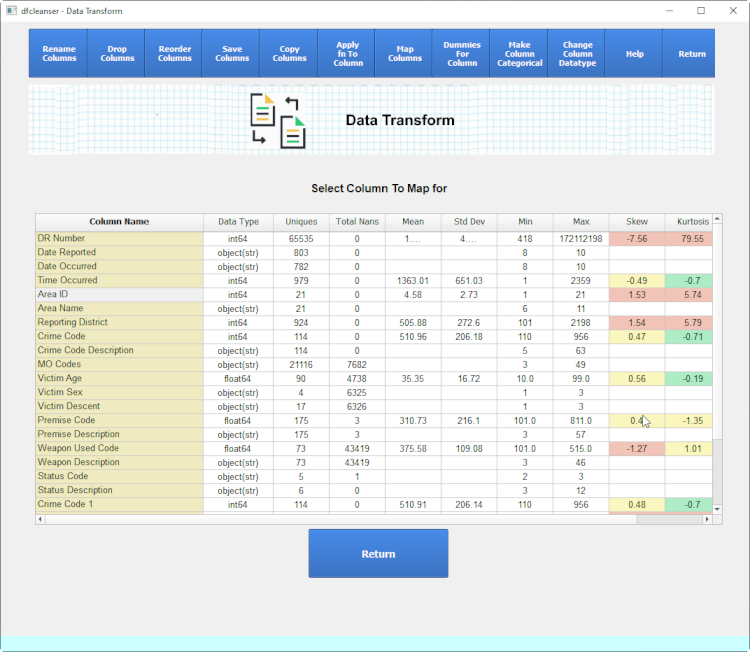 dfcleanser - Data Transform
Rename Columns Drop Columns Reorder Columns Save Columns Copy Columns Apply fn To Column Map Columns Dummies For Column Make Column Categorical Change Column Datatype Help Return
Data Transform
Select Column To Map for
Column Name Data Type Uniques Total Nans Mean Std Dev Min Max Skew Kurtosis
DR Number int64 65535 0 1.... 4.... 418 172112198 -7.56 79.55
Date Reported object(str) 803 0 8 10
Date Occurred object(str) 782 0 8 10
Time Occurred int64 979 0 1363.01 651.03 1 2359 -0.49 -0.7
Area ID int64 21 0 4.58 2.73 1 21 1.53 5.74
Area Name object(str) 21 0 6 11
Reporting District int64 924 0 505.88 272.6 101 2198 1.54 5.79
Crime Code int64 114 0 510.96 206.18 110 956 0.47 -0.71
Crime Code Description object(str) 114 0 5 63
MO Codes object(str) 21116 7682 3 49
Victim Age float64 90 4738 35.35 16.72 10.0 99.0 0.56 -0.19
Victim Sex object(str) 4 6325 1 3
Victim Descent object(str) 17 6326 1 3
Premise Code float64 175 3 310.73 216.1 101.0 811.0 -1.35
Premise Description object(str) 175 3 3 57
Weapon Used Code float64 73 43419 375.58 109.08 101.0 515.0 -1.27 1.01
Weapon Description object(str) 73 43419 3 46
Status Code object(str) 5 1 2 3
Status Description object(str) 6 0 3 12
Crime Code 1 int64 114 0 510.91 206.14 110 956 0.48 -0.7
Return